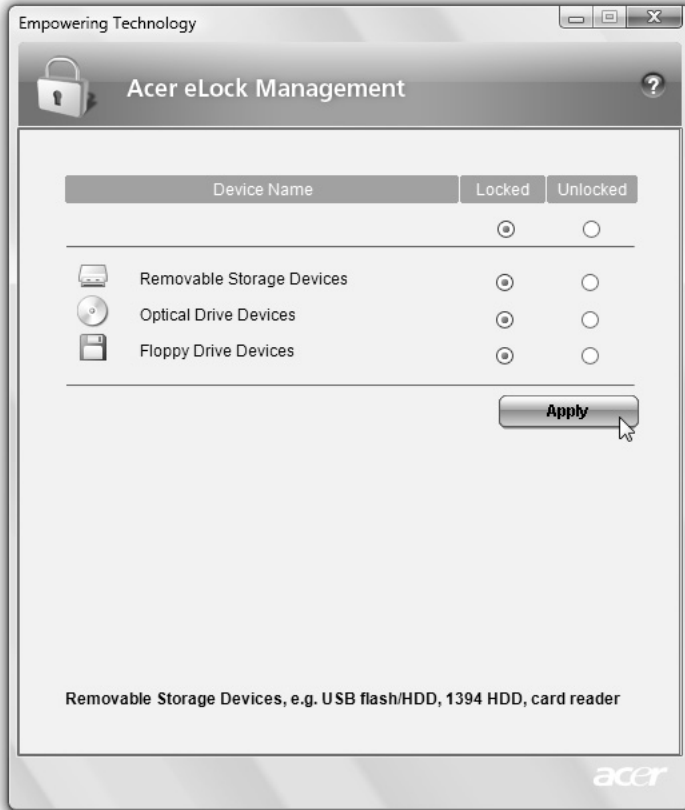 Empowering Technology
Acer eLock Management
?
Device Name Locked Unlocked
Removable Storage Devices
Optical Drive Devices
Floppy Drive Devices
Apply
Removable Storage Devices, e.g. USB flash/HDD, 1394 HDD, card reader
acer